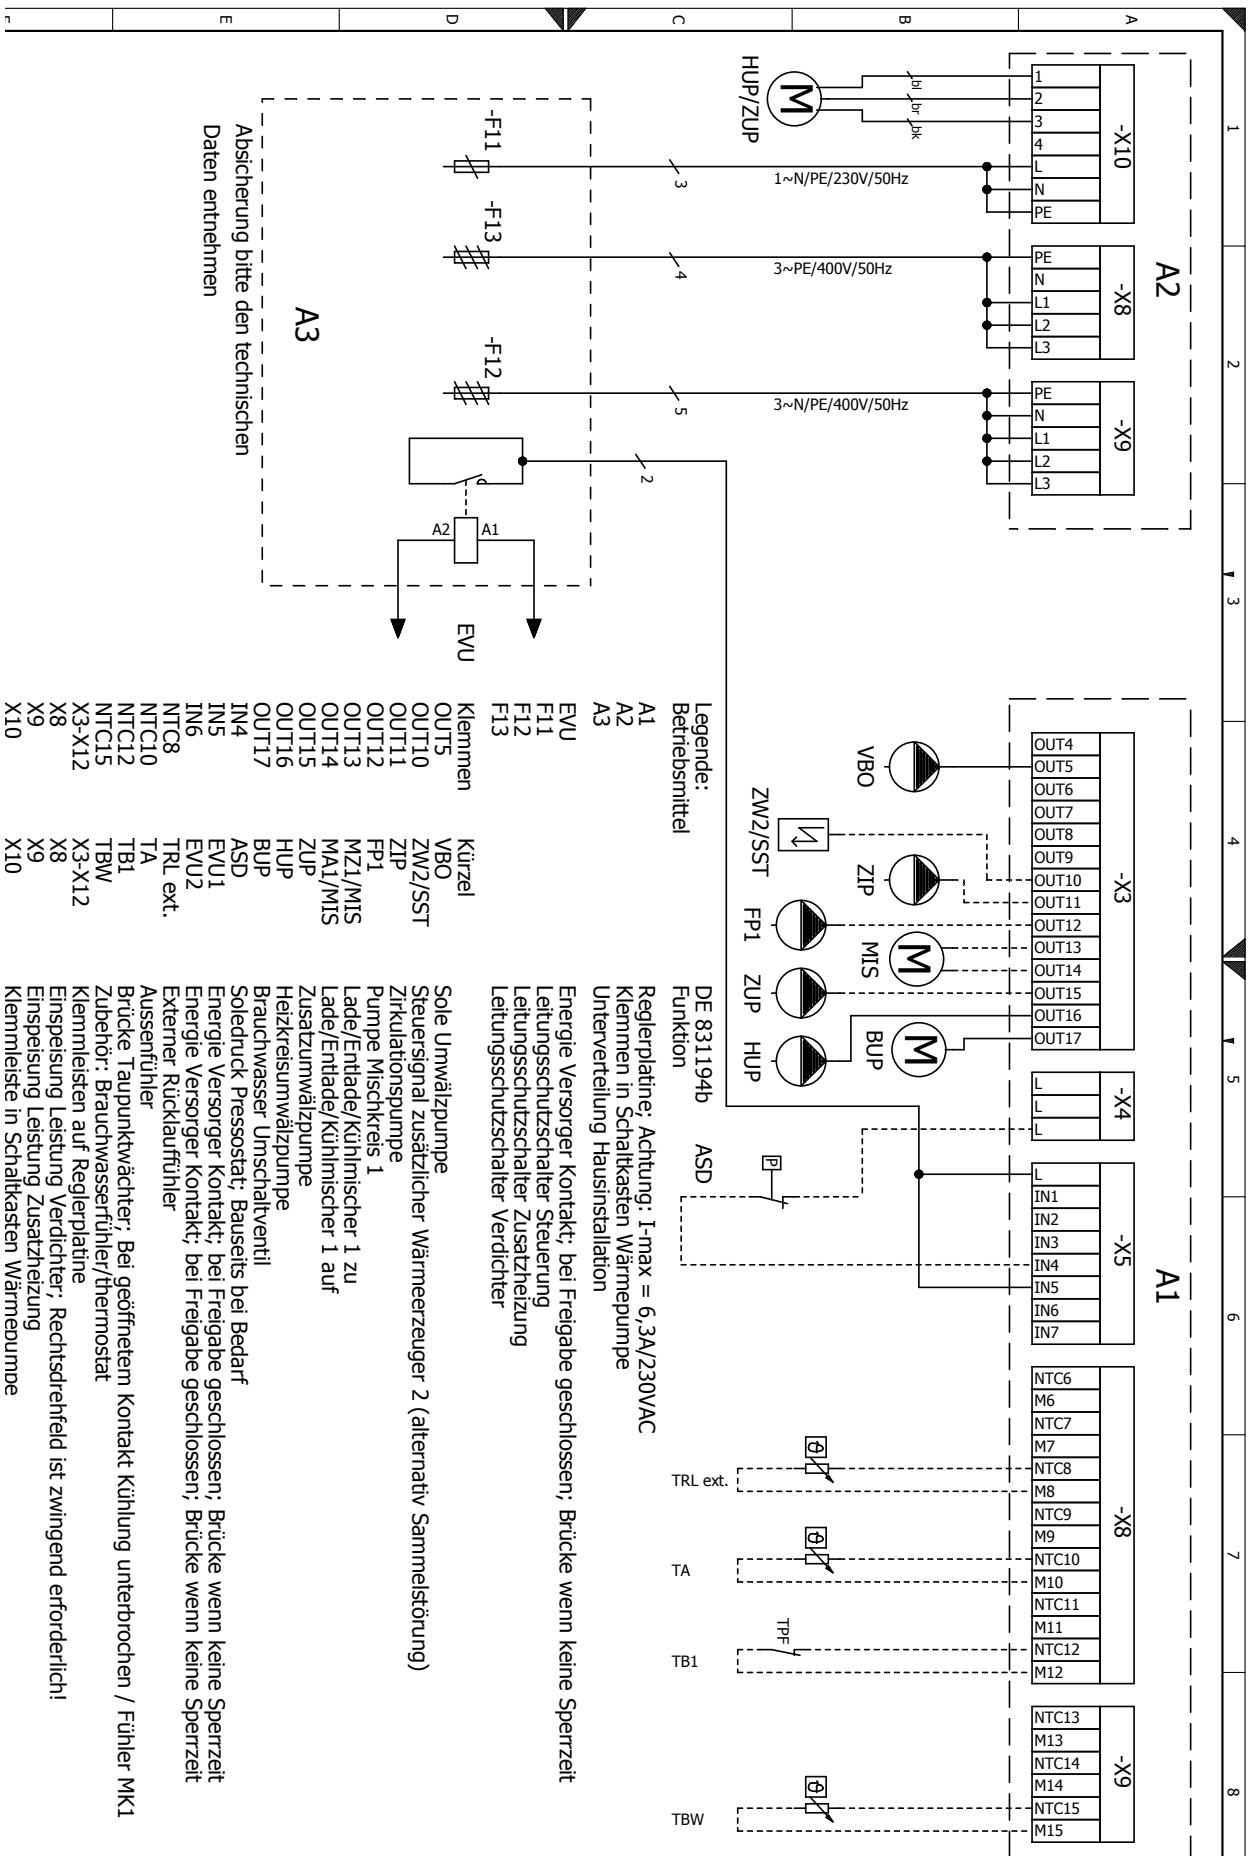 1
2
3
4
5
6
7
8
A
B
C
D
E
A2
-X10
1
2
3
4
L
N
PE
-X8
PE
N
L1
L2
L3
-X9
PE
N
L1
L2
L3
bl
br
bk
HUP/ZUP
M
1~N/PE/230V/50Hz
3~PE/400V/50Hz
3~N/PE/400V/50Hz
3
4
5
2
-F11
-F13
-F12
A3
A2
A1
EVU
Absicherung bitte den technischen
Daten entnehmen
A1
-X3
OUT4
OUT5
OUT6
OUT7
OUT8
OUT9
OUT10
OUT11
OUT12
OUT13
OUT14
OUT15
OUT16
OUT17
-X4
L
L
L
-X5
L
IN1
IN2
IN3
IN4
IN5
IN6
IN7
-X8
NTC6
M6
NTC7
M7
NTC8
M8
NTC9
M9
NTC10
M10
NTC11
M11
NTC12
M12
-X9
NTC13
M13
NTC14
M14
NTC15
M15
VBO
ZW2/SST
ZIP
FP1
MIS
M
ZUP
HUP
BUP
M
ASD
P
TRL ext.
ϑ
TA
ϑ
TPF
TB1
TBW
ϑ
Legende: DE 831194b
Betriebsmittel Funktion
A1 Reglerplatine; Achtung: I-max = 6,3A/230VAC
A2 Klemmen in Schaltkasten Wärmepumpe
A3 Unterverteilung Hausinstallation
EVU Energie Versorger Kontakt; bei Freigabe geschlossen; Brücke wenn keine Sperrzeit
F11 Leitungsschutzschalter Steuerung
F12 Leitungsschutzschalter Zusatzheizung
F13 Leitungsschutzschalter Verdichter
Klemmen Kürzel
OUT5 VBO Sole Umwälzpumpe
OUT10 ZW2/SST Steuersignal zusätzlicher Wärmeerzeuger 2 (alternativ Sammelstörung)
OUT11 ZIP Zirkulationspumpe
OUT12 FP1 Pumpe Mischkreis 1
OUT13 MZ1/MIS Lade/Entlade/Kühlmischer 1 zu
OUT14 MA1/MIS Lade/Entlade/Kühlmischer 1 auf
OUT15 ZUP Zusatzumwälzpumpe
OUT16 HUP Heizkreisumwälzpumpe
OUT17 BUP Brauchwasser Umschaltventil
IN4 ASD Soledruck Pressostat; Bauseits bei Bedarf
IN5 EVU1 Energie Versorger Kontakt; bei Freigabe geschlossen; Brücke wenn keine Sperrzeit
IN6 EVU2 Energie Versorger Kontakt; bei Freigabe geschlossen; Brücke wenn keine Sperrzeit
NTC8 TRL ext. Externer Rücklauffühler
NTC10 TA Aussenfühler
NTC12 TB1 Brücke Taupunktwächter; Bei geöffnetem Kontakt Kühlung unterbrochen / Fühler MK1
NTC15 TBW Zubehör: Brauchwasserfühler/thermostat
X3-X12 X3-X12 Klemmleisten auf Reglerplatine
X8 X8 Einspeisung Leistung Verdichter; Rechtsdrehfeld ist zwingend erforderlich!
X9 X9 Einspeisung Leistung Zusatzheizung
X10 X10 Klemmleiste in Schaltkasten Wärmepumpe